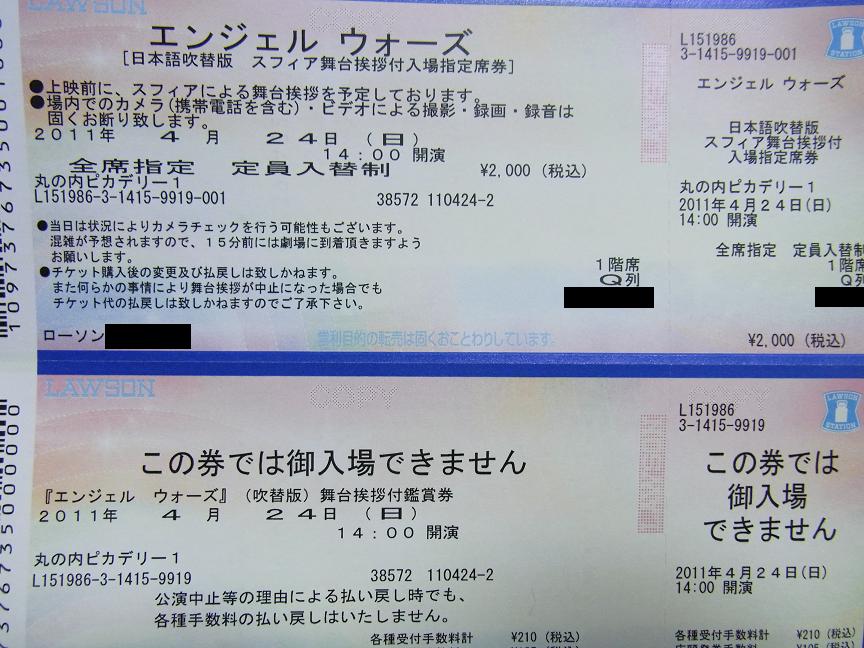 LAWSON
エンジェル ウォーズ
[日本語吹替版 スフィア舞台挨拶付入場指定席券]
●上映前に、スフィアによる舞台挨拶を予定しております。
●場内でのカメラ(携帯電話を含む)・ビデオによる撮影・録画・録音は
固くお断り致します。
2011年 4月 24日 (日)
14:00 開演
全席指定 定員入替制 ¥2,000 (税込)
丸の内ピカデリー1
L151986-3-1415-9919-001 38572 110424-2
●当日は状況によりカメラチェックを行う可能性もございます。
混雑が予想されますので、15分前には劇場に到着頂きますよう
お願いします。
●チケット購入後の変更及び払戻しは致しかねます。
また何らかの事情により舞台挨拶が中止になった場合でも
チケット代の払戻しは致しかねますのでご了承下さい。
1階席
Q列
ローソン
営利目的の転売は固くおことわりしています。
L151986
3-1415-9919-001
LAWSON
STATION
エンジェル ウォーズ
日本語吹替版
スフィア舞台挨拶付
入場指定席券
丸の内ピカデリー1
2011年4月24日(日)
14:00 開演
全席指定 定員入替制
1階
Q列
¥2,000 (税込)
LAWSON
COPY
この券では御入場できません
『エンジェル ウォーズ』(吹替版)舞台挨拶付鑑賞券
2011年 4月 24日 (日)
14:00 開演
丸の内ピカデリー1
L151986-3-1415-9919 38572 110424-2
公演中止等の理由による払い戻し時でも、
各種手数料の払い戻しはいたしません。
各種受付手数料計 ¥210 (税込)
L151986
3-1415-9919
LAWSON
STATION
この券では
御入場
できません
2011年4月24日(日)
14:00 開演
各種受付手数料計 ¥210 (税込)